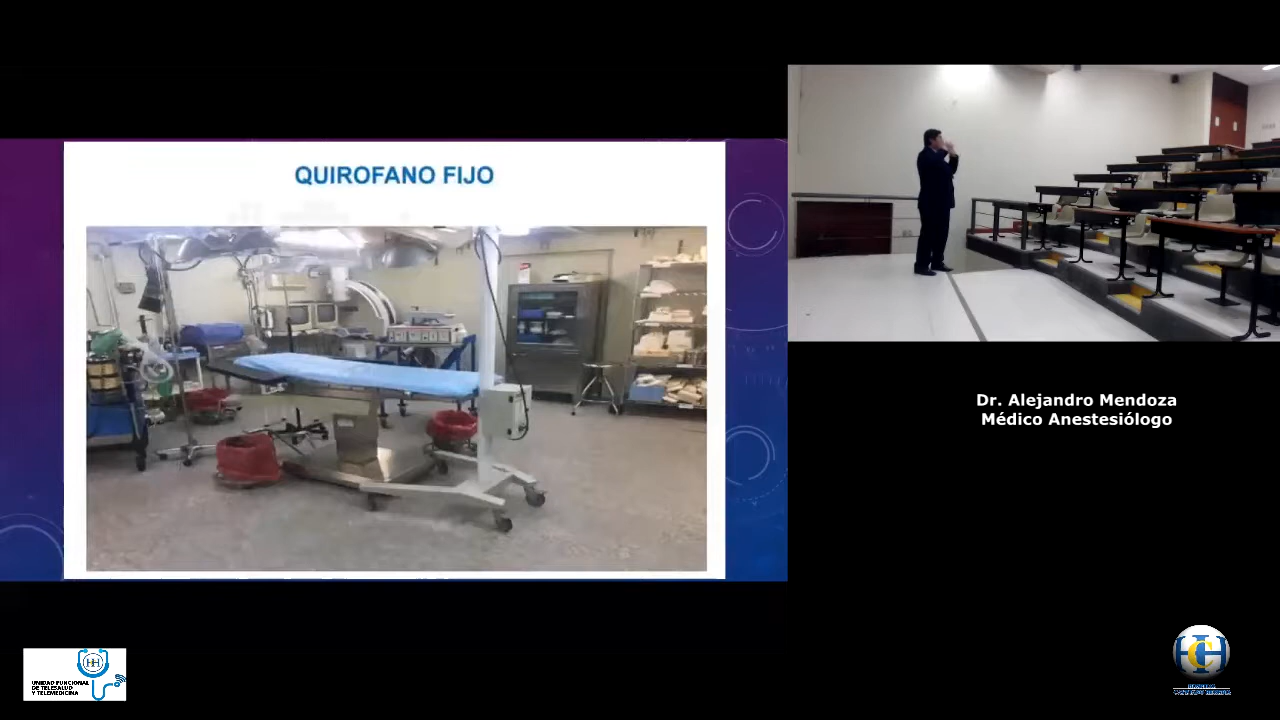 QUIROFANO FIJO
Dr. Alejandro Mendoza
Médico Anestesiólogo
UNIDAD FUNCIONAL
DE TELESALUD
Y TELEMEDICINA